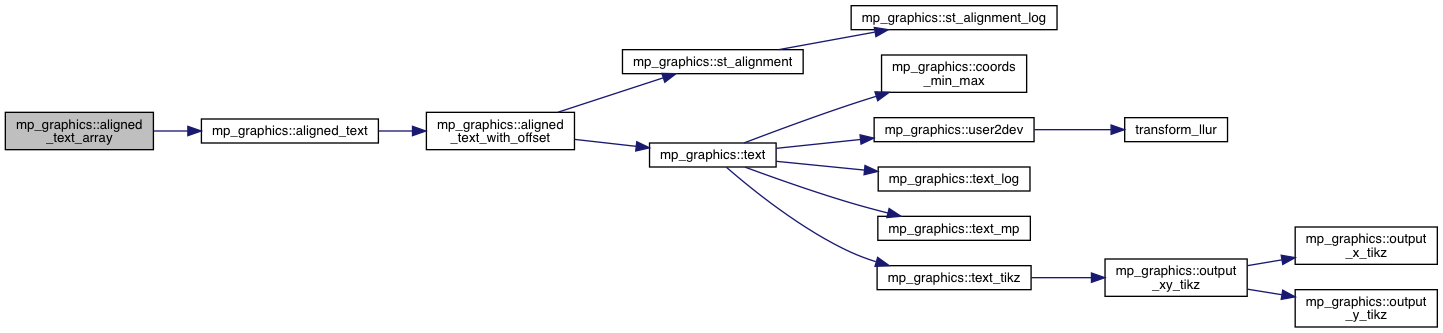 mp_graphics::aligned
_text_array
mp_graphics::aligned_text
mp_graphics::aligned
_text_with_offset
mp_graphics::st_alignment
mp_graphics::st_alignment_log
mp_graphics::text
mp_graphics::coords
_min_max
mp_graphics::user2dev
transform_llur
mp_graphics::text_log
mp_graphics::text_mp
mp_graphics::text_tikz
mp_graphics::output
_xy_tikz
mp_graphics::output
_x_tikz
mp_graphics::output
_y_tikz